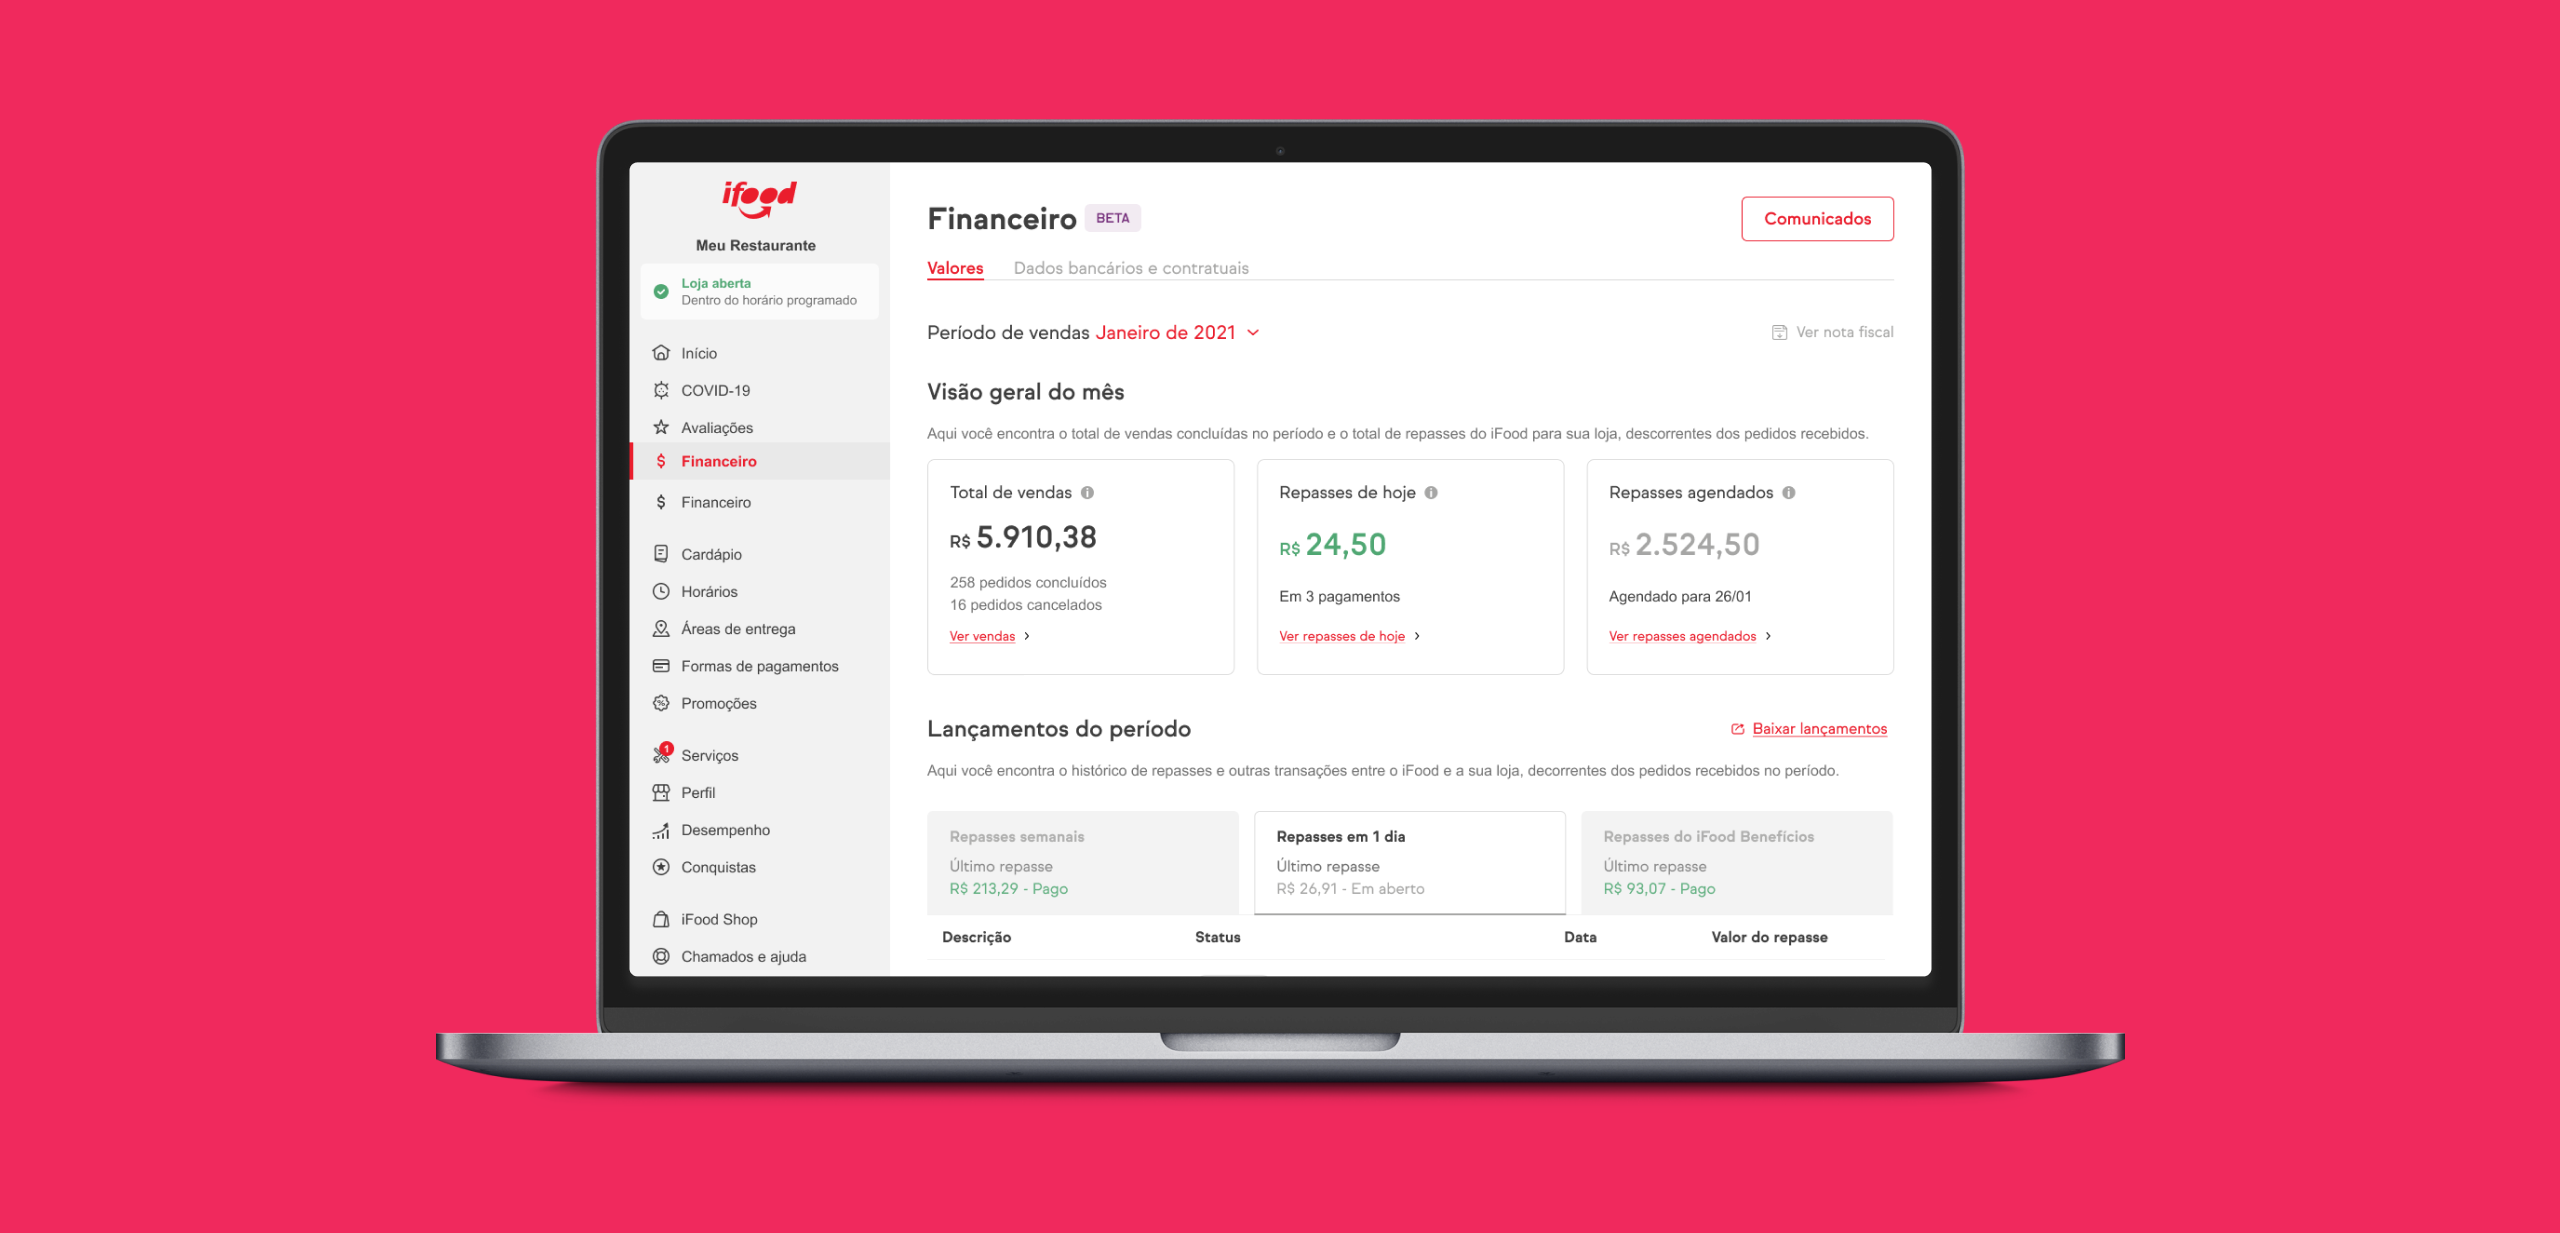 ifood
Meu Restaurante
Loja aberta
Dentro do horário programado
Início
COVID-19
Avaliações
Financeiro
Financeiro
Cardápio
Horários
Áreas de entrega
Formas de pagamentos
Promoções
1
Serviços
Perfil
Desempenho
Conquistas
iFood Shop
Chamados e ajuda
Financeiro BETA
Comunicados
Valores Dados bancários e contratuais
Período de vendas Janeiro de 2021
Ver nota fiscal
Visão geral do mês
Aqui você encontra o total de vendas concluídas no período e o total de repasses do iFood para sua loja, descorrentes dos pedidos recebidos.
Total de vendas
R$ 5.910,38
258 pedidos concluídos
16 pedidos cancelados
Ver vendas
Repasses de hoje
R$ 24,50
Em 3 pagamentos
Ver repasses de hoje
Repasses agendados
R$ 2.524,50
Agendado para 26/01
Ver repasses agendados
Lançamentos do período
Baixar lançamentos
Aqui você encontra o histórico de repasses e outras transações entre o iFood e a sua loja, decorrentes dos pedidos recebidos no período.
Repasses semanais
Último repasse
R$ 213,29 - Pago
Repasses em 1 dia
Último repasse
R$ 26,91 - Em aberto
Repasses do iFood Benefícios
Último repasse
R$ 93,07 - Pago
Descrição Status Data Valor do repasse